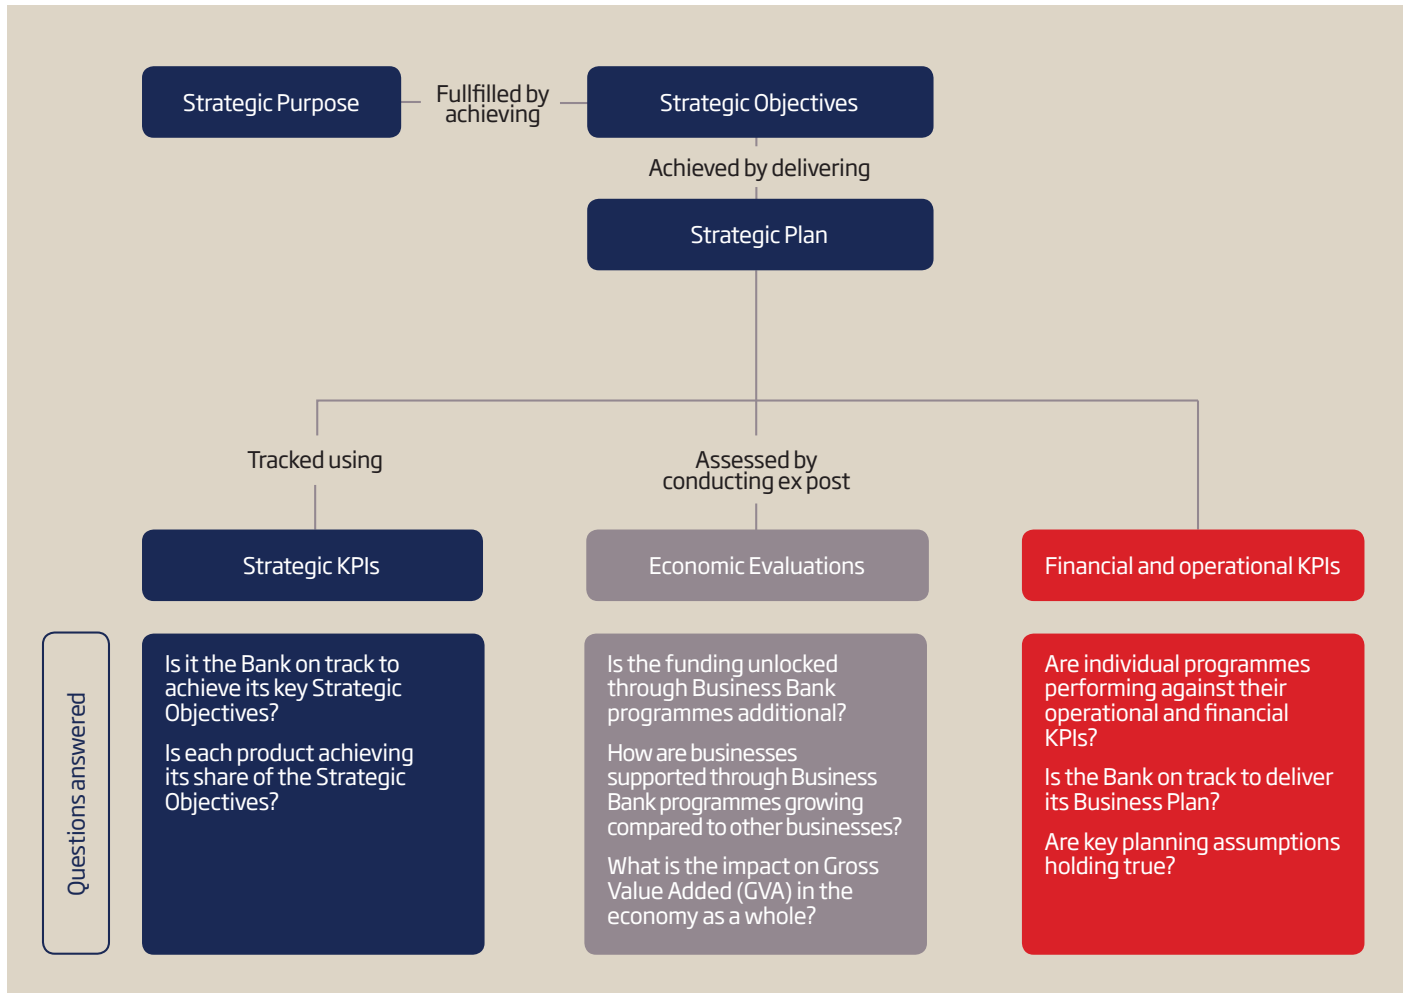 Strategic Purpose
Fullfilled by
achieving
Strategic Objectives
Achieved by delivering
Strategic Plan
Tracked using
Assessed by
conducting ex post
Strategic KPIs
Economic Evaluations
Financial and operational KPIs
Questions answered
Is it the Bank on track to
achieve its key Strategic
Objectives?
Is each product achieving
its share of the Strategic
Objectives?
Is the funding unlocked
through Business Bank
programmes additional?
How are businesses
supported through Business
Bank programmes growing
compared to other businesses?
What is the impact on Gross
Value Added (GVA) in the
economy as a whole?
Are individual programmes
performing against their
operational and financial
KPIs?
Is the Bank on track to deliver
its Business Plan?
Are key planning assumptions
holding true?